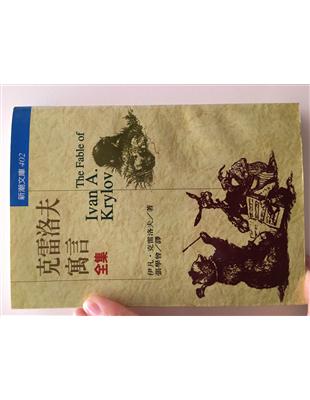 新潮文庫 402
克雷洛夫
寓言
全集
The Fable of
Ivan A.
Krylov
伊凡・克雷洛夫／著
張學曾／譯